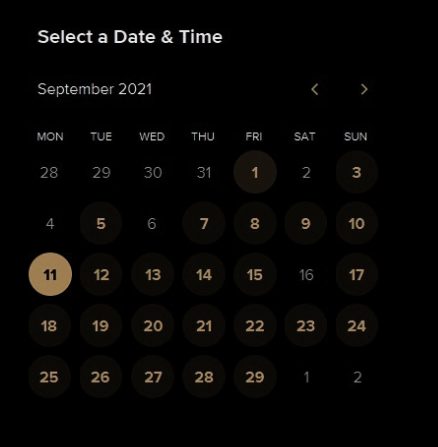 Select a Date & Time
September 2021
MON TUE WED THU FRI SAT SUN
28 29 30 31 1 2 3
4 5 6 7 8 9 10
11 12 13 14 15 16 17
18 19 20 21 22 23 24
25 26 27 28 29 1 2